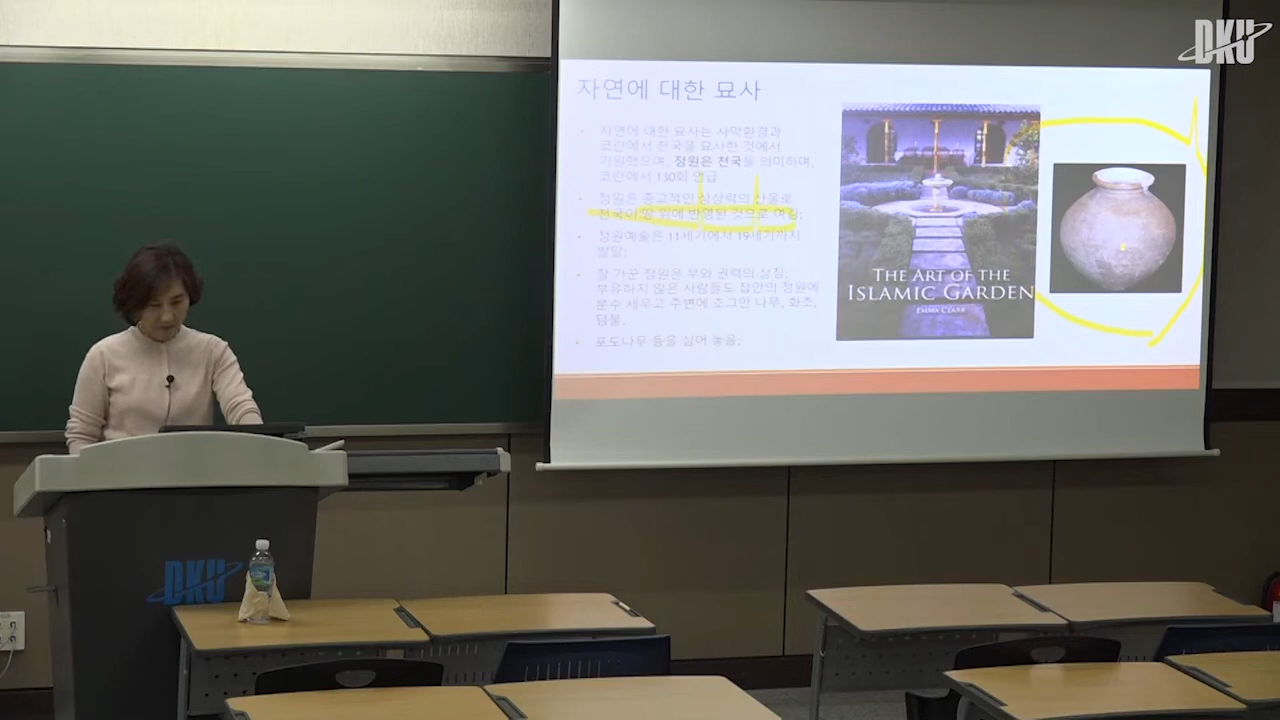 DKU
자연에 대한 묘사
• 자연에 대한 묘사는 사막환경과
코란에서 천국을 묘사한 것에서
기원했으며, 정원은 천국을 의미하며,
코란에서 130회 언급
• 정원은 종교적인 상상력의 산물로
천국이 땅 위에 반영된 것으로 여김;
• 정원예술은 11세기에서 19세기까지
발달;
• 잘 가꾼 정원은 부와 권력의 상징;
부유하지 않은 사람들도 집안의 정원에
분수 세우고 주변에 조그만 나무, 화초,
덤불,
• 포도나무 등을 심어 놓음;
THE ART OF THE
ISLAMIC GARDEN
EMMA CLARK
DKU